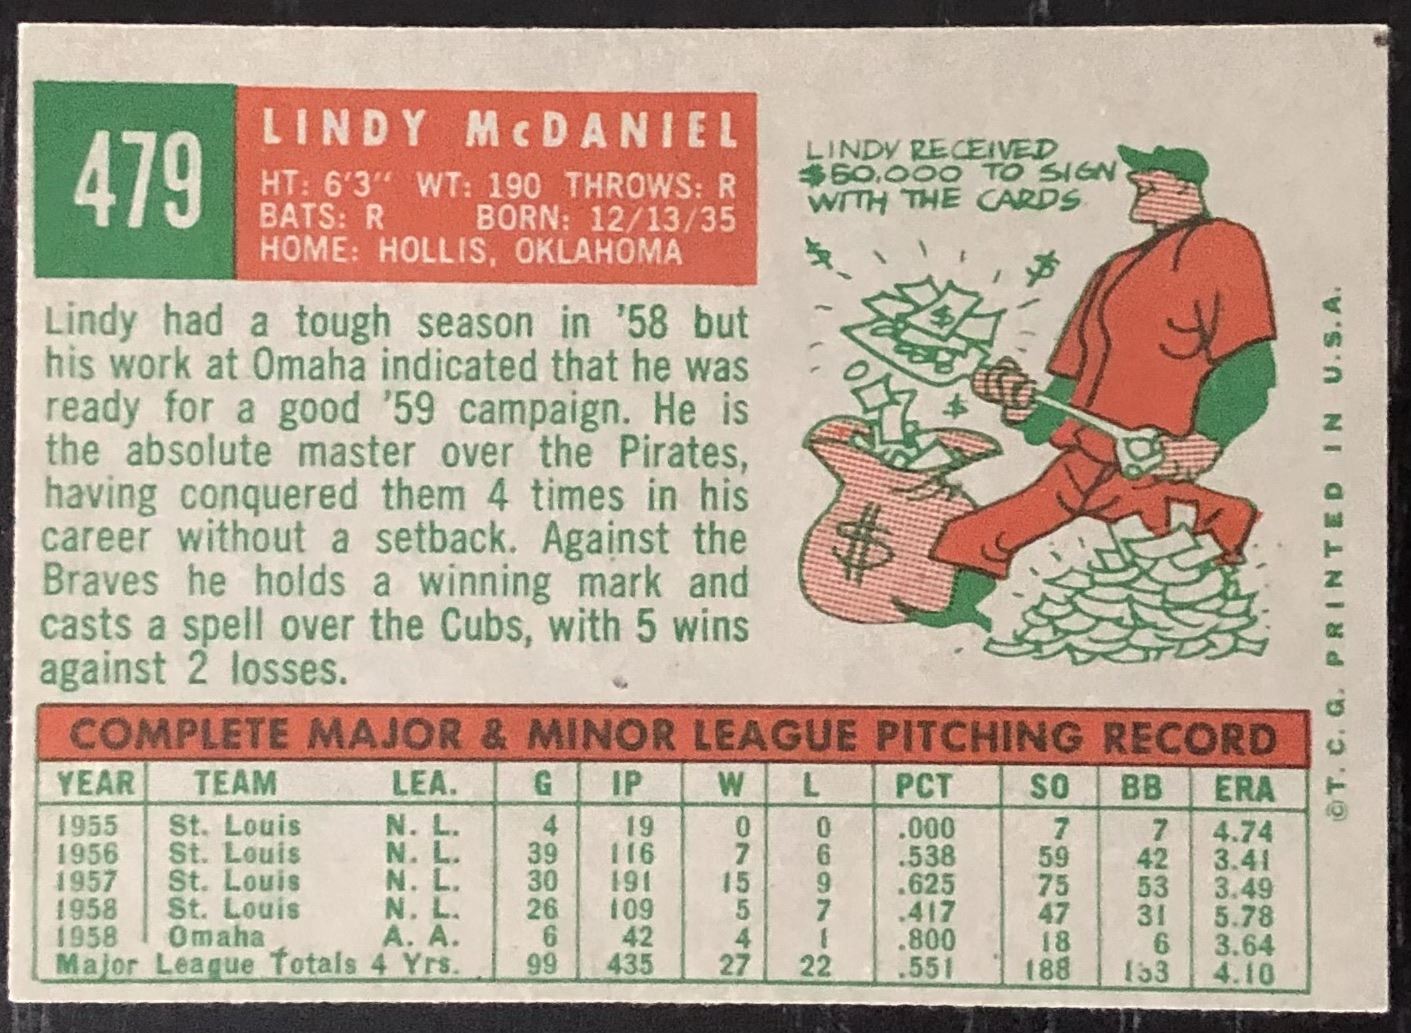 479
LINDY McDANIEL
HT: 6'3" WT: 190 THROWS: R
BATS: R BORN: 12/13/35
HOME: HOLLIS, OKLAHOMA
Lindy had a tough season in '58 but
his work at Omaha indicated that he was
ready for a good '59 campaign. He is
the absolute master over the Pirates,
having conquered them 4 times in his
career without a setback. Against the
Braves he holds a winning mark and
casts a spell over the Cubs, with 5 wins
against 2 losses.
LINDY RECEIVED
$50,000 TO SIGN
WITH THE CARDS
$ $
$
$
$
COMPLETE MAJOR & MINOR LEAGUE PITCHING RECORD
YEAR TEAM LEA. G IP W L PCT SO BB ERA
1955 St. Louis N. L. 4 19 0 0 .000 7 7 4.74
1956 St. Louis N. L. 39 116 7 6 .538 59 42 3.41
1957 St. Louis N. L. 30 191 15 9 .625 75 53 3.49
1958 St. Louis N. L. 26 109 5 7 .417 47 31 5.78
1958 Omaha A. A. 6 42 4 1 .800 18 6 3.64
Major League Totals 4 Yrs. 99 435 27 22 .551 188 133 4.10
©T. C. G. PRINTED IN U.S.A.